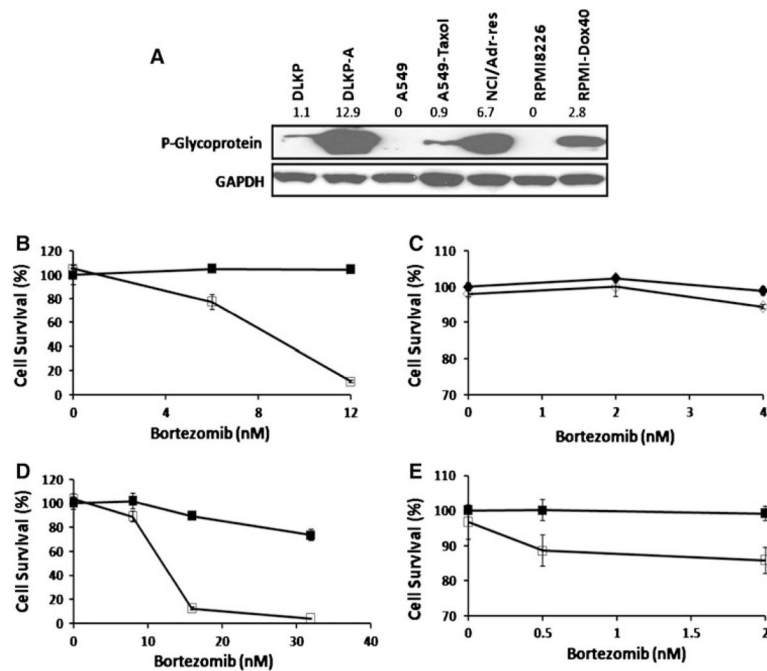 A
DLKP
DLKP-A
A549
A549-Taxol
NCI/Adr-res
RPMI8226
RPMI-Dox40
1.1 12.9 0 0.9 6.7 0 2.8
P-Glycoprotein
GAPDH
B
Cell Survival (%)
120
100
80
60
40
20
0
0 4 8 12
Bortezomib (nM)
C
Cell Survival (%)
110
100
90
80
70
0 1 2 3 4
Bortezomib (nM)
D
Cell Survival (%)
120
100
80
60
40
20
0
0 10 20 30 40
Bortezomib (nM)
E
Cell Survival (%)
110
100
90
80
70
0 0.5 1 1.5 2
Bortezomib (nM)